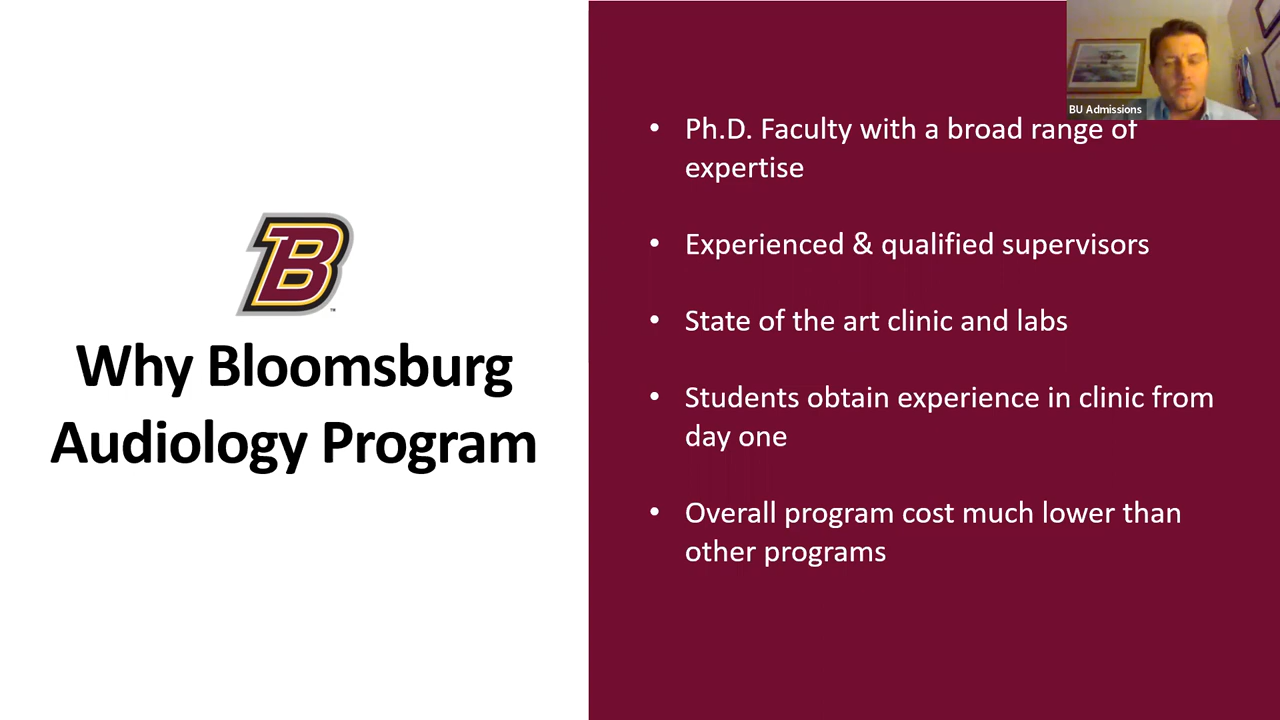 BU Admissions
B
™
Why Bloomsburg
Audiology Program
• Ph.D. Faculty with a broad range of
expertise
• Experienced & qualified supervisors
• State of the art clinic and labs
• Students obtain experience in clinic from
day one
• Overall program cost much lower than
other programs